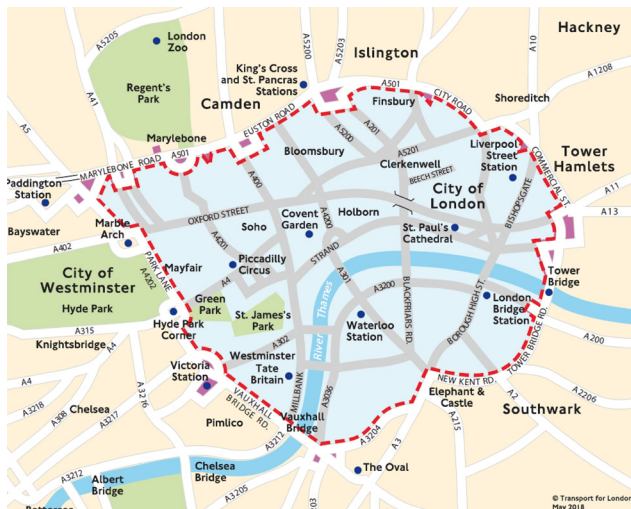 Hackney
London
Zoo
A5205
A5200
A5203
A10
Islington
King's Cross
and St. Pancras
Stations
A41
A501
A1208
Regent's
Park
Camden
Finsbury
CITY ROAD
Shoreditch
A5
EUSTON ROAD
Marylebone
A5200
A201
Liverpool
Street
Station
Tower
Hamlets
A501
MARYLEBONE ROAD
Bloomsbury
A5201
Clerkenwell
BEECH STREET
COMMERCIAL ST.
A11
Paddington
Station
A400
A4200
City of
London
BISHOPSGATE
A13
OXFORD STREET
Covent
Garden
Holborn
Marble
Arch
Soho
St. Paul's
Cathedral
Bayswater
A402
A4201
STRAND
City of
Westminster
PARK LANE
A4202
Mayfair
Piccadilly
Circus
A301
Tower
Bridge
A4
A3200
BLACKFRIARS RD.
Hyde Park
Green
Park
St. James's
Park
River Thames
London
Bridge
Station
BOROUGH HIGH ST.
Hyde Park
Corner
Waterloo
Station
TOWER BRIDGE RD.
A315
A200
Knightsbridge
A302
Westminster
Victoria
Station
Tate
Britain
A4
NEW KENT RD.
A2
A2206
MILLBANK
Elephant &
Castle
A3218
A308
A3217
Chelsea
A3216
VAUXHALL
BRIDGE RD.
Vauxhall
Bridge
A3036
Southwark
Pimlico
A3212
A3204
A3
A215
A3212
Albert
Bridge
Chelsea
Bridge
The Oval
A3205
© Transport for London
May 2018